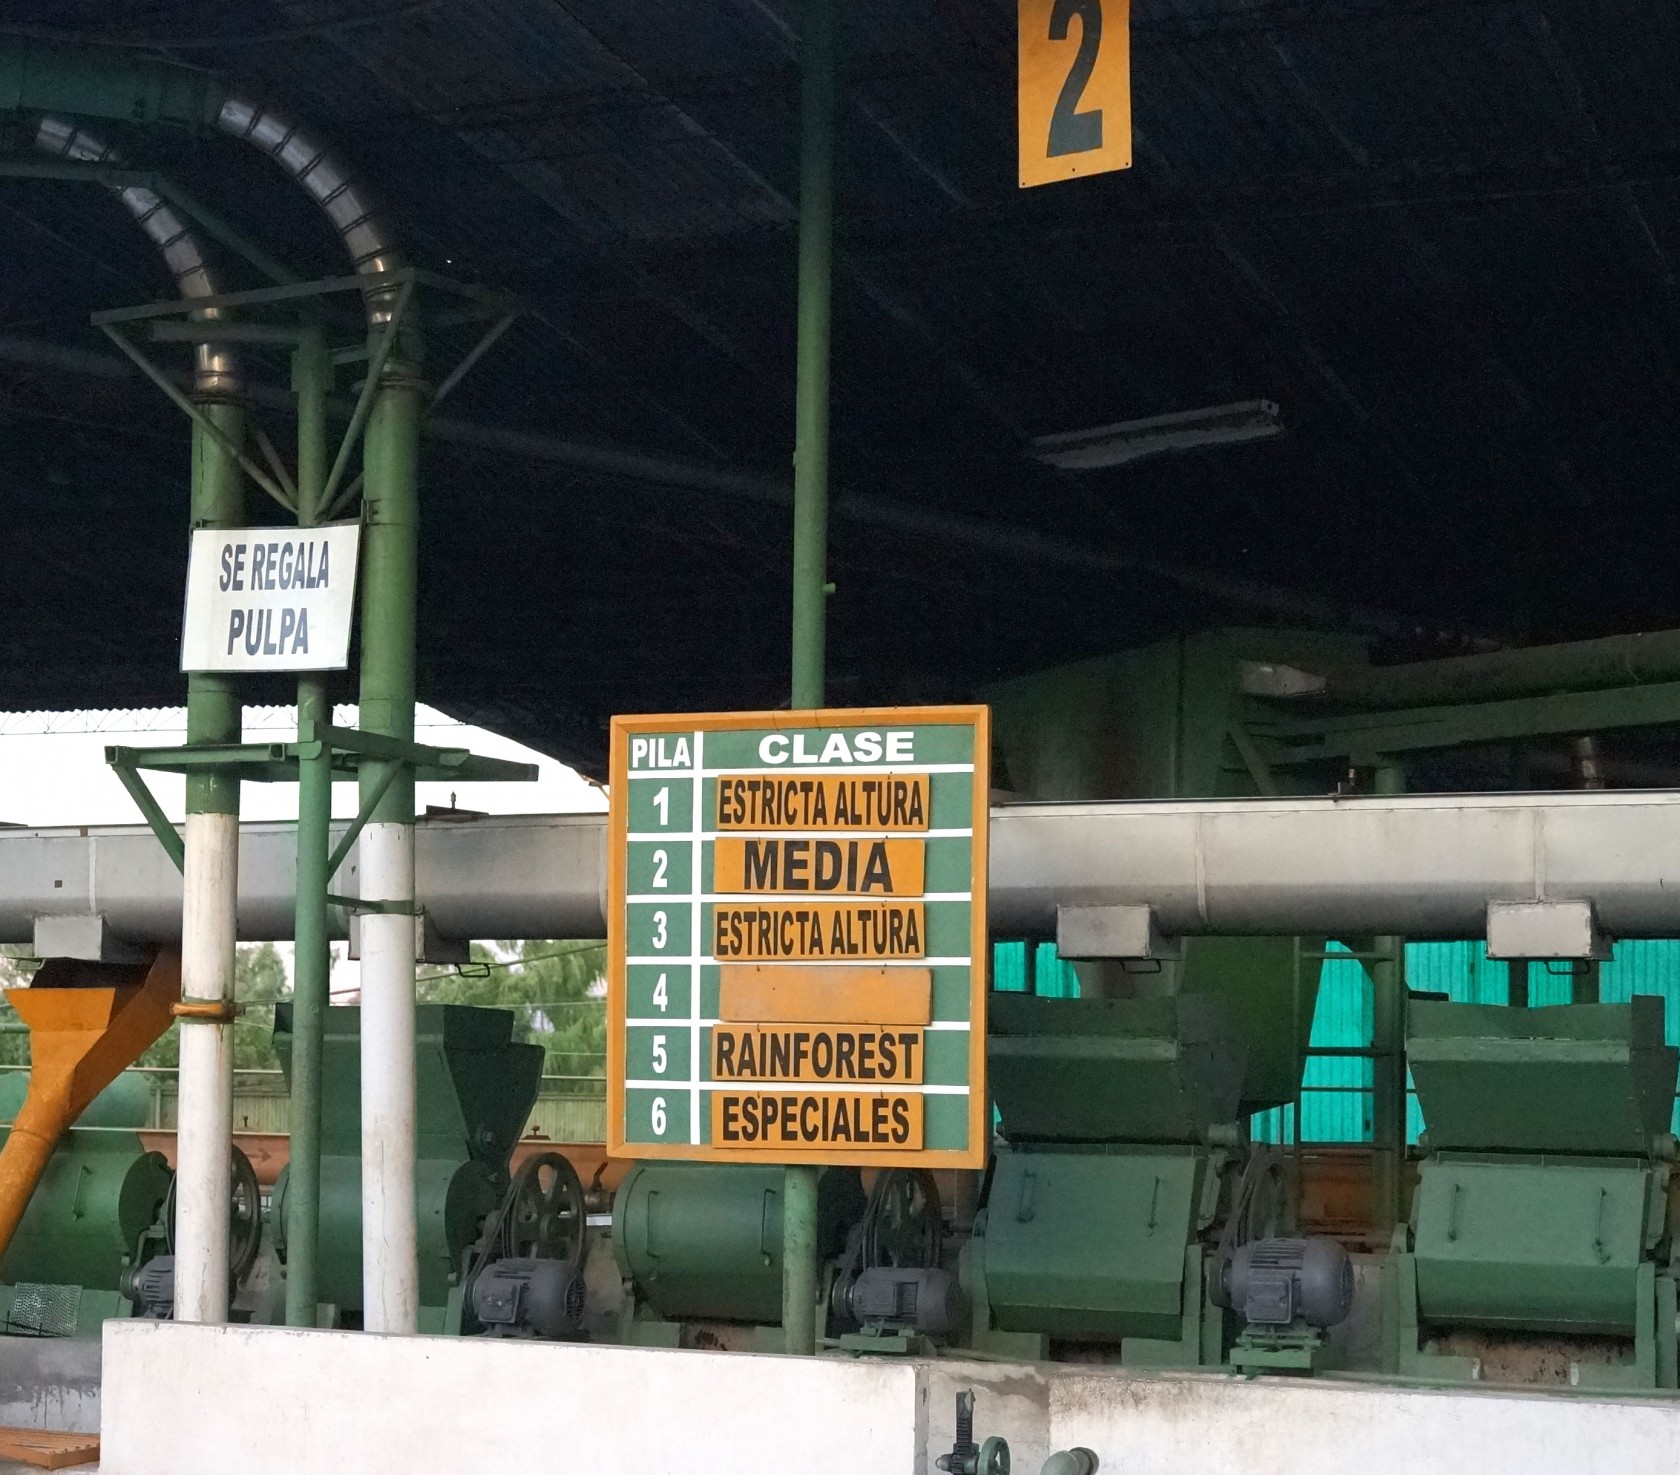 2
SE REGALA
PULPA
PILA CLASE
1 ESTRICTA ALTURA
2 MEDIA
3 ESTRICTA ALTURA
4
5 RAINFOREST
6 ESPECIALES